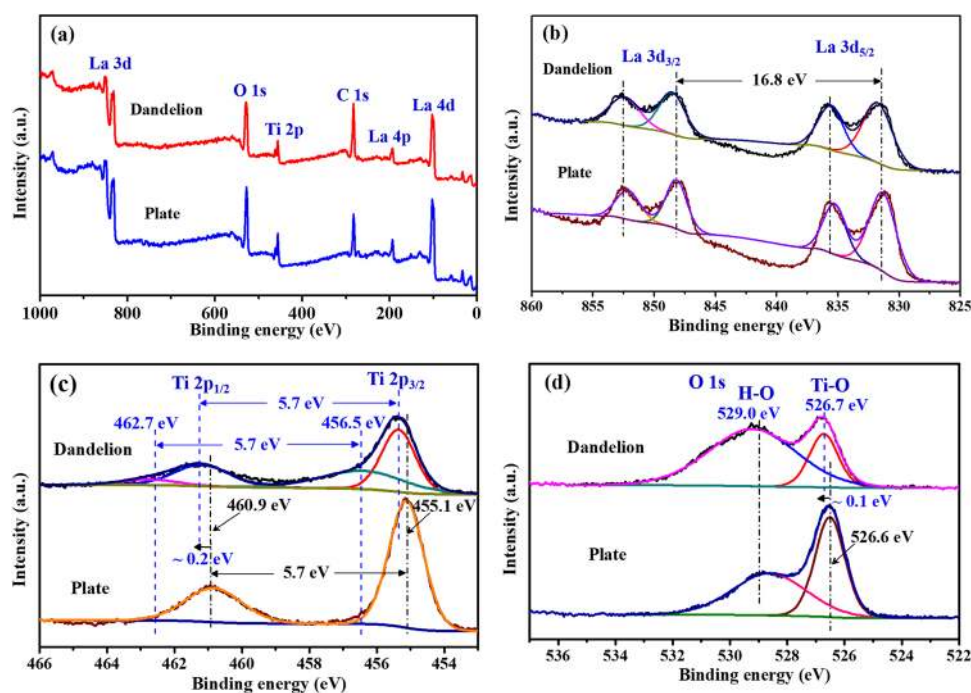 (a)
La 3d
Dandelion
O 1s
Ti 2p
C 1s
La 4p
La 4d
Plate
Intensity (a.u.)
1000 800 600 400 200 0
Binding energy (eV)
(b)
La 3d3/2
La 3d5/2
Dandelion
16.8 eV
Plate
Intensity (a.u.)
860 855 850 845 840 835 830 825
Binding energy (eV)
(c)
Ti 2p1/2
Ti 2p3/2
5.7 eV
462.7 eV
456.5 eV
5.7 eV
Dandelion
460.9 eV
455.1 eV
~ 0.2 eV
Plate
5.7 eV
Intensity (a.u.)
466 464 462 460 458 456 454
Binding energy (eV)
(d)
O 1s
H-O
529.0 eV
Ti-O
526.7 eV
Dandelion
~ 0.1 eV
Plate
526.6 eV
Intensity (a.u.)
536 534 532 530 528 526 524 522
Binding energy (eV)